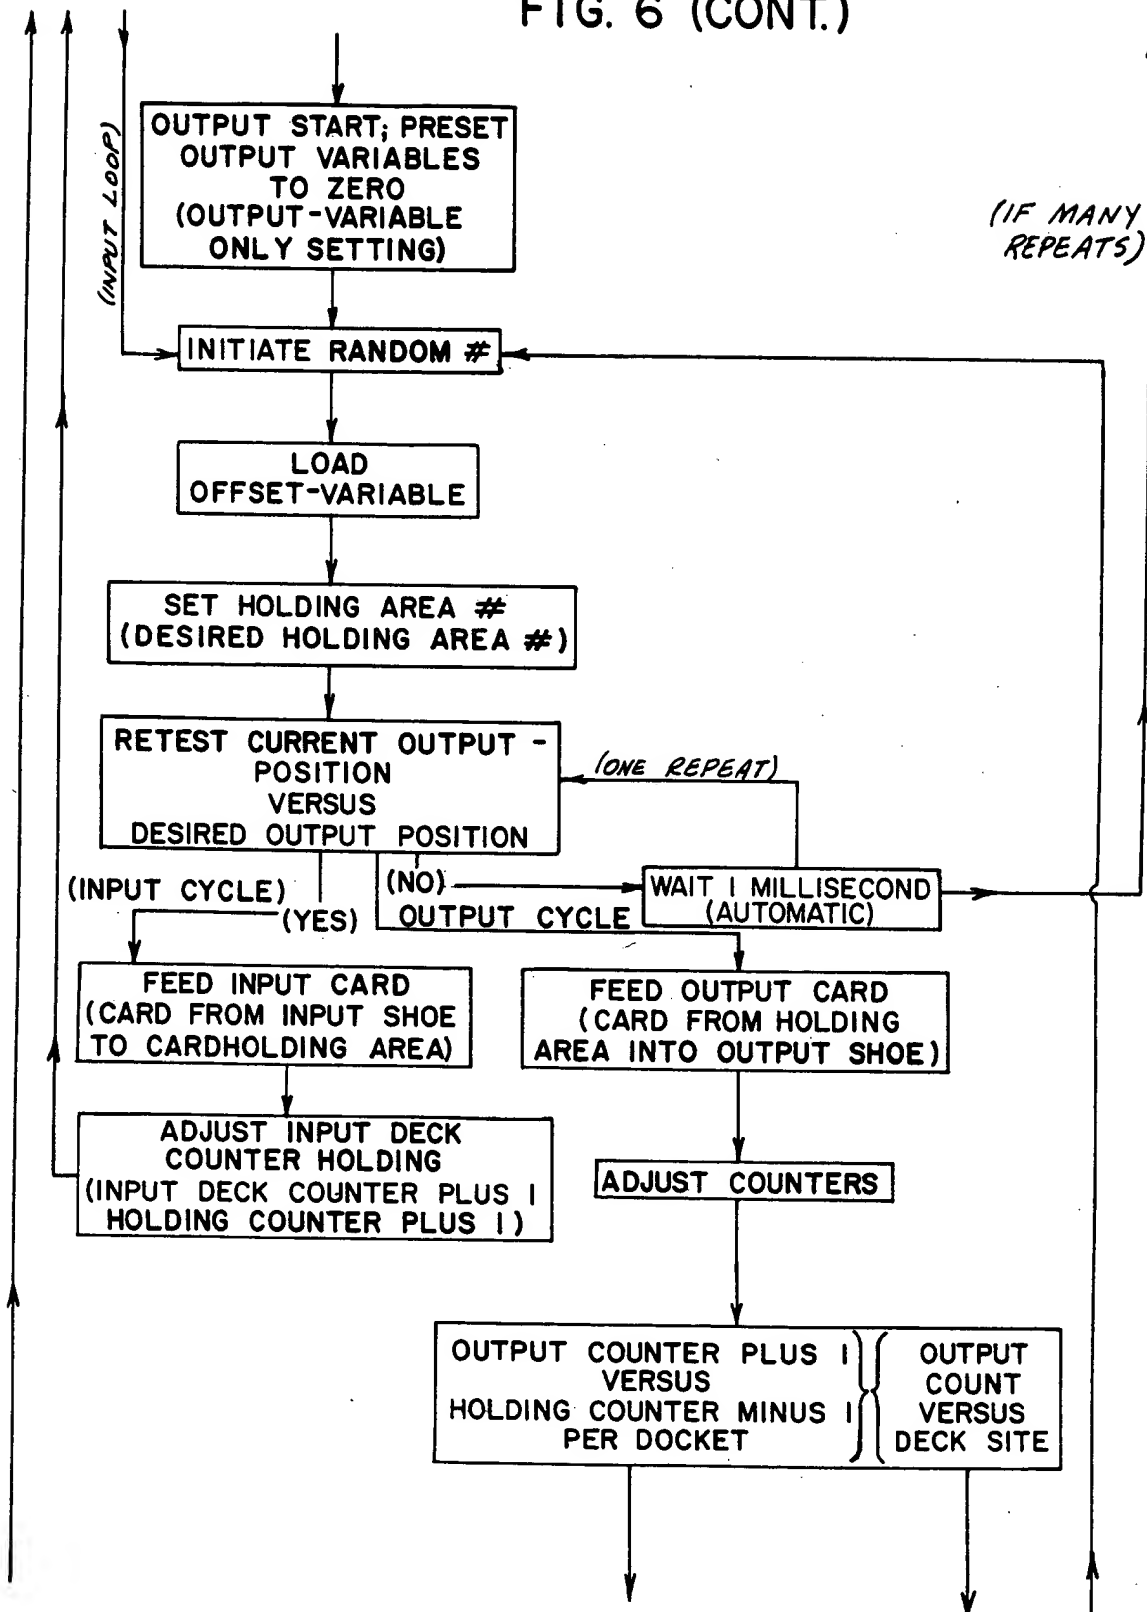 FIG. 6 (CONT.)
(INPUT LOOP)
OUTPUT START; PRESET
OUTPUT VARIABLES
TO ZERO
(OUTPUT-VARIABLE
ONLY SETTING)
(IF MANY
REPEATS)
INITIATE RANDOM #
LOAD
OFFSET-VARIABLE
SET HOLDING AREA #
(DESIRED HOLDING AREA #)
RETEST CURRENT OUTPUT -
POSITION
VERSUS
DESIRED OUTPUT POSITION
(ONE REPEAT)
(INPUT CYCLE)
(YES)
(NO)
OUTPUT CYCLE
WAIT 1 MILLISECOND
(AUTOMATIC)
FEED INPUT CARD
(CARD FROM INPUT SHOE
TO CARDHOLDING AREA)
FEED OUTPUT CARD
(CARD FROM HOLDING
AREA INTO OUTPUT SHOE)
ADJUST INPUT DECK
COUNTER HOLDING
(INPUT DECK COUNTER PLUS 1
HOLDING COUNTER PLUS 1)
ADJUST COUNTERS
OUTPUT COUNTER PLUS 1
VERSUS
HOLDING COUNTER MINUS 1
PER DOCKET
OUTPUT
COUNT
VERSUS
DECK SITE